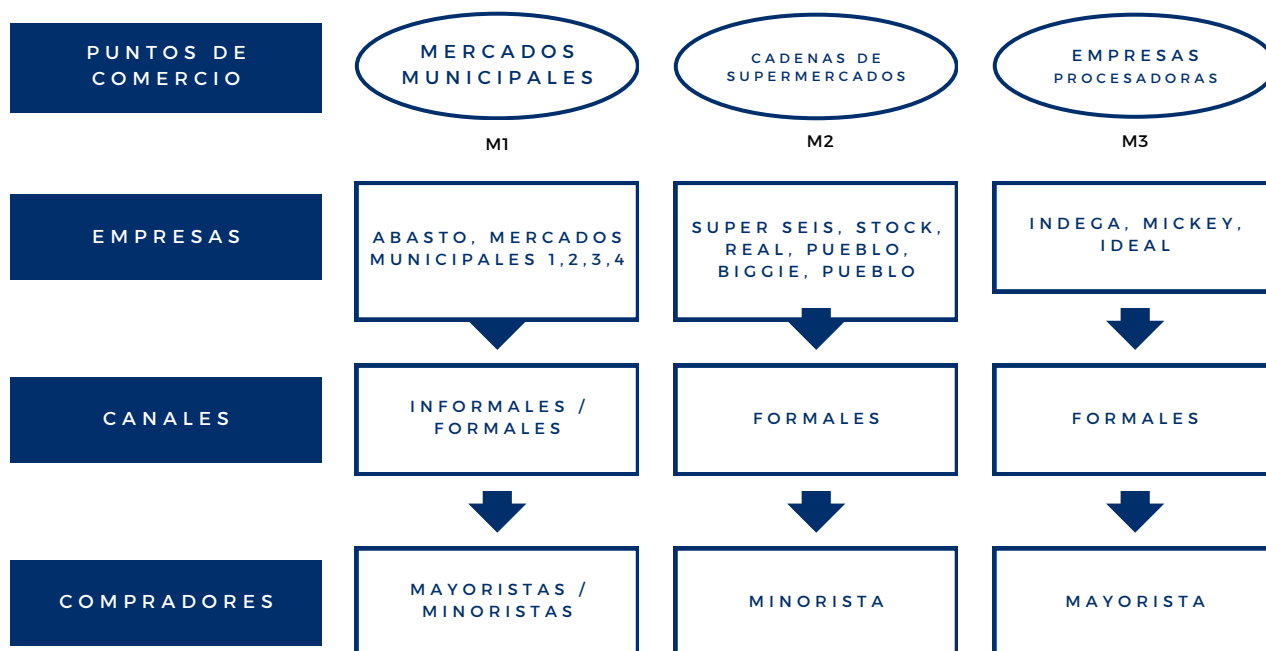 PUNTOS DE
COMERCIO
MERCADOS
MUNICIPALES
CADENAS DE
SUPERMERCADOS
EMPRESAS
PROCESADORAS
M1
M2
M3
EMPRESAS
ABASTO, MERCADOS
MUNICIPALES 1,2,3,4
SUPER SEIS, STOCK,
REAL, PUEBLO,
BIGGIE, PUEBLO
INDEGA, MICKEY,
IDEAL
CANALES
INFORMALES /
FORMALES
FORMALES
FORMALES
COMPRADORES
MAYORISTAS /
MINORISTAS
MINORISTA
MAYORISTA